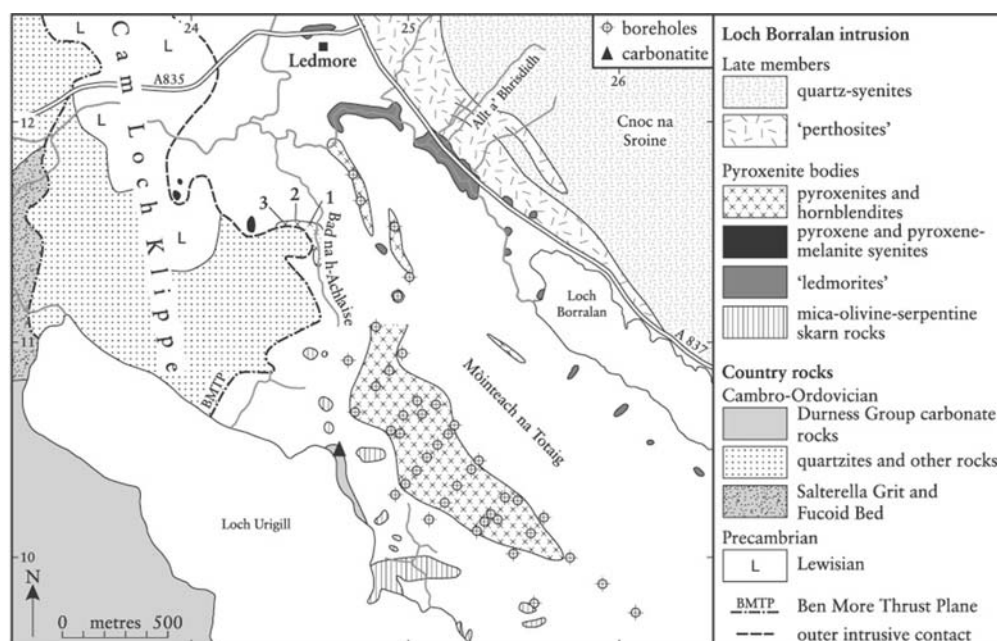 24
25
26
12
11
10
L
L
L
L
Cam Loch Klippe
A835
Ledmore
boreholes
carbonatite
Allt a' Bhrisdidh
Cnoc na
Sroine
3
2
1
Bad na h-Achlaise
Loch
Borralan
A 837
Mòinteach na Totaig
BMTP
Loch Urigill
N
0 metres 500
Loch Borralan intrusion
Late members
quartz-syenites
'perthosites'
Pyroxenite bodies
pyroxenites and
hornblendites
pyroxene and pyroxene-
melanite syenites
'ledmorites'
mica-olivine-serpentine
skarn rocks
Country rocks
Cambro-Ordovician
Durness Group carbonate
rocks
quartzites and other rocks
Salterella Grit and
Fucoid Bed
Precambrian
L
Lewisian
BMTP
Ben More Thrust Plane
outer intrusive contact